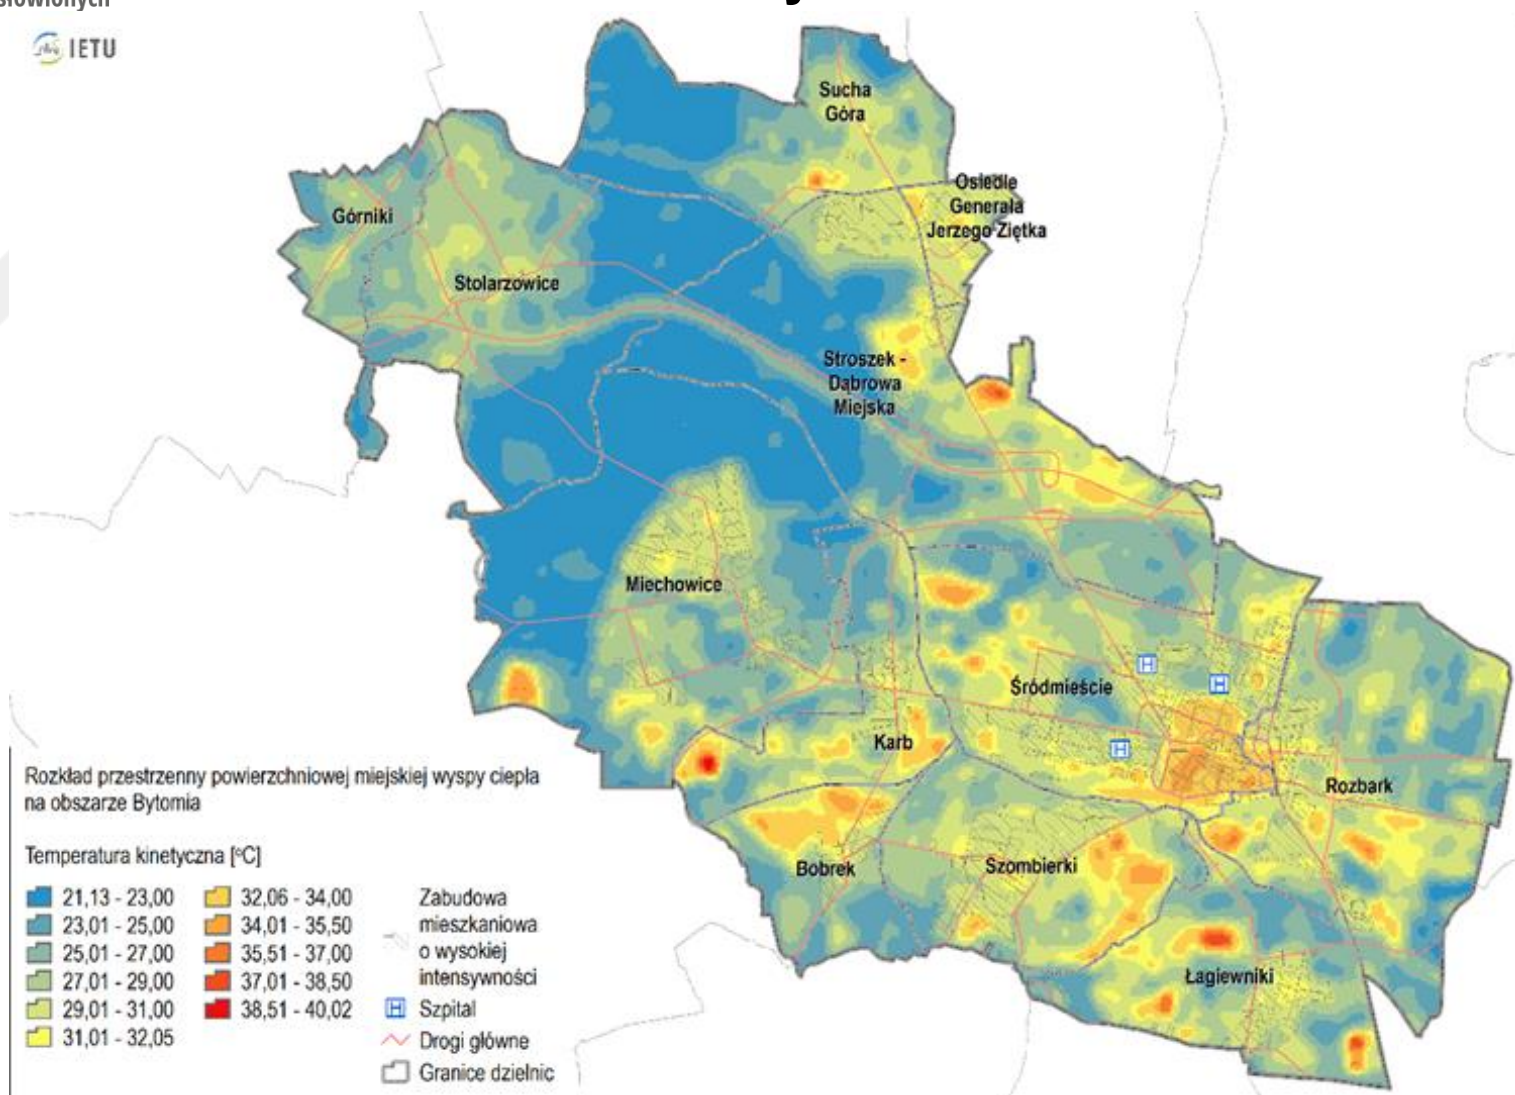 IETU
Sucha
Góra
Osiedle
Generała
Jerzego Ziętka
Górniki
Stolarzowice
Stroszek -
Dąbrowa
Miejska
Miechowice
Śródmieście
Karb
Rozbark
Bobrek
Szombierki
Łagiewniki
Rozkład przestrzenny powierzchniowej miejskiej wyspy ciepła
na obszarze Bytomia
Temperatura kinetyczna [°C]
21,13 - 23,00
23,01 - 25,00
25,01 - 27,00
27,01 - 29,00
29,01 - 31,00
31,01 - 32,05
32,06 - 34,00
34,01 - 35,50
35,51 - 37,00
37,01 - 38,50
38,51 - 40,02
Zabudowa
mieszkaniowa
o wysokiej
intensywności
H Szpital
Drogi główne
Granice dzielnic